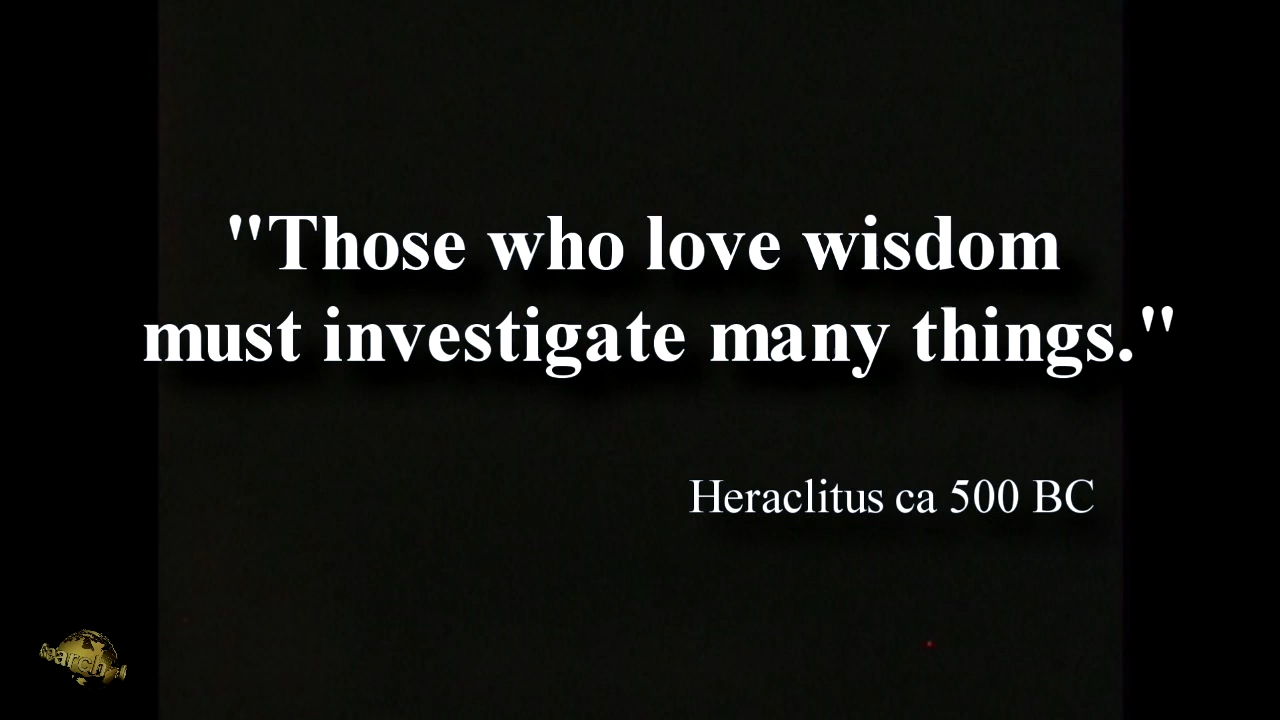 "Those who love wisdom
must investigate many things."
Heraclitus ca 500 BC